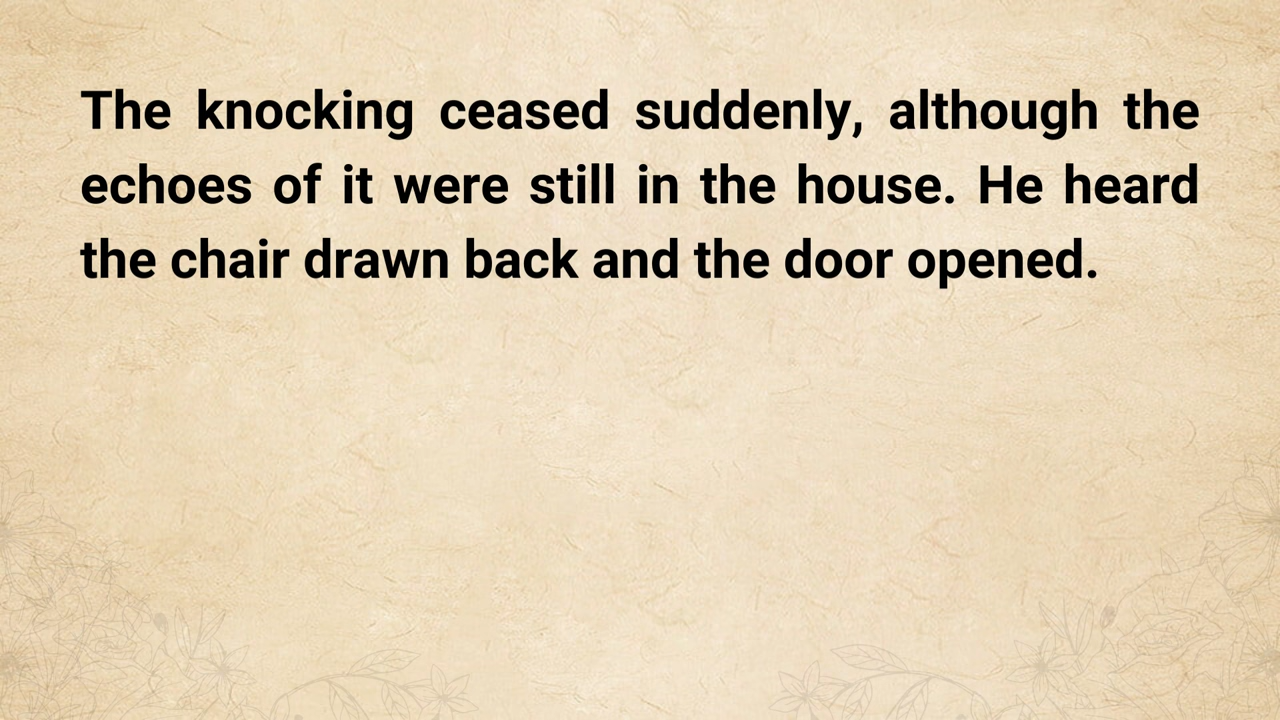 The knocking ceased suddenly, although the
echoes of it were still in the house. He heard
the chair drawn back and the door opened.